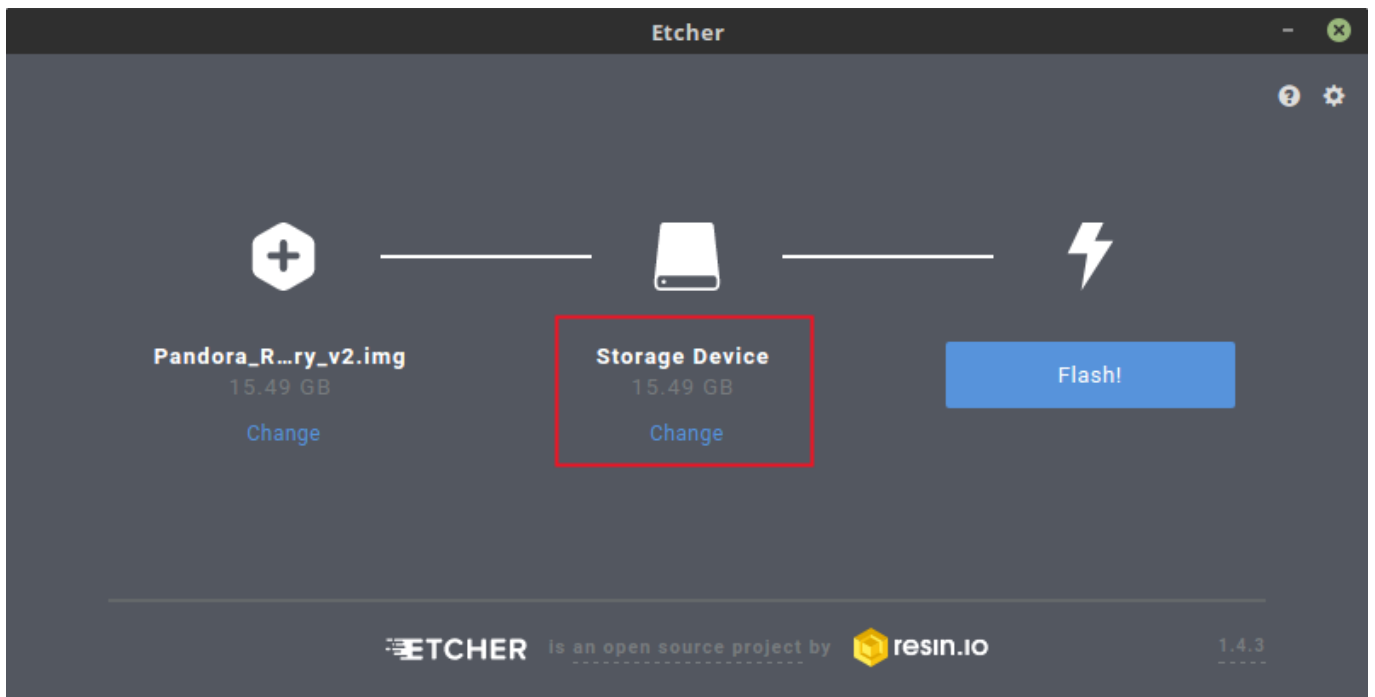 Etcher
Pandora_R...ry_v2.img
15.49 GB
Change
Storage Device
15.49 GB
Change
Flash!
ETCHER is an open source project by resin.io 1.4.3